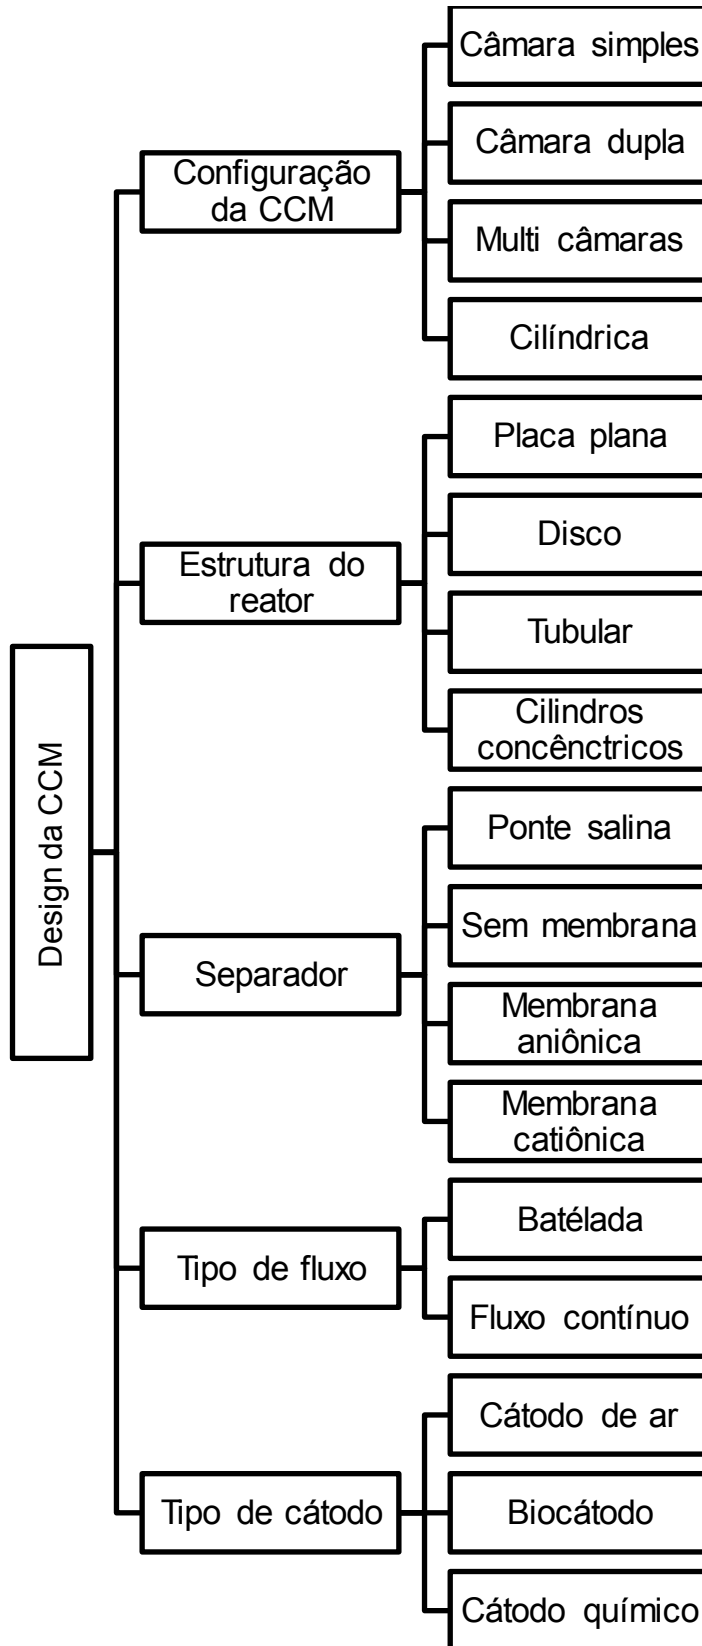 Design da CCM
Configuração
da CCM
Câmara simples
Câmara dupla
Multi câmaras
Cilíndrica
Estrutura do
reator
Placa plana
Disco
Tubular
Cilindros
concênctricos
Separador
Ponte salina
Sem membrana
Membrana
aniônica
Membrana
catiônica
Tipo de fluxo
Batélada
Fluxo contínuo
Tipo de cátodo
Cátodo de ar
Biocátodo
Cátodo químico